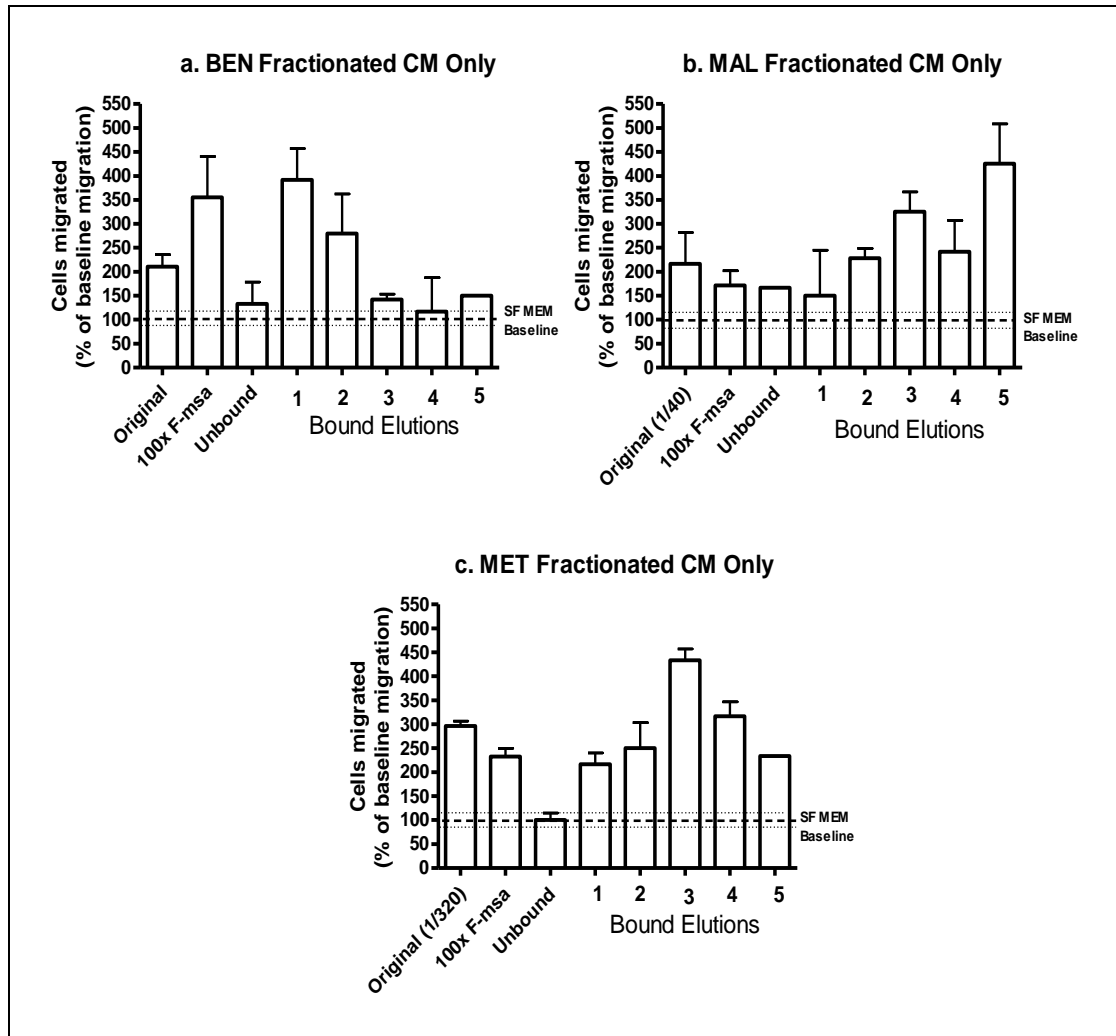 a. BEN Fractionated CM Only
Cells migrated
(% of baseline migration)
550
500
450
400
350
300
250
200
150
100
50
0
SF MEM
Baseline
Original
100x F-msa
Unbound
1 2 3 4 5
Bound Elutions
b. MAL Fractionated CM Only
Cells migrated
(% of baseline migration)
550
500
450
400
350
300
250
200
150
100
50
0
SF MEM
Baseline
Original (1/40)
100x F-msa
Unbound
1 2 3 4 5
Bound Elutions
c. MET Fractionated CM Only
Cells migrated
(% of baseline migration)
550
500
450
400
350
300
250
200
150
100
50
0
SF MEM
Baseline
Original (1/320)
100x F-msa
Unbound
1 2 3 4 5
Bound Elutions